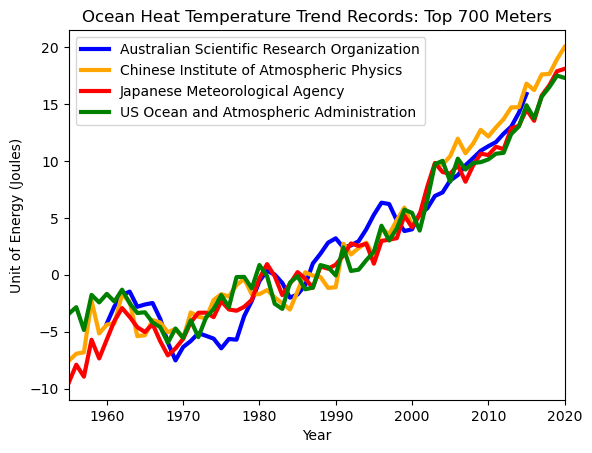 Ocean Heat Temperature Trend Records: Top 700 Meters
Australian Scientific Research Organization
Chinese Institute of Atmospheric Physics
Japanese Meteorological Agency
US Ocean and Atmospheric Administration
Unit of Energy (Joules)
20
15
10
5
0
−5
−10
1960 1970 1980 1990 2000 2010 2020
Year